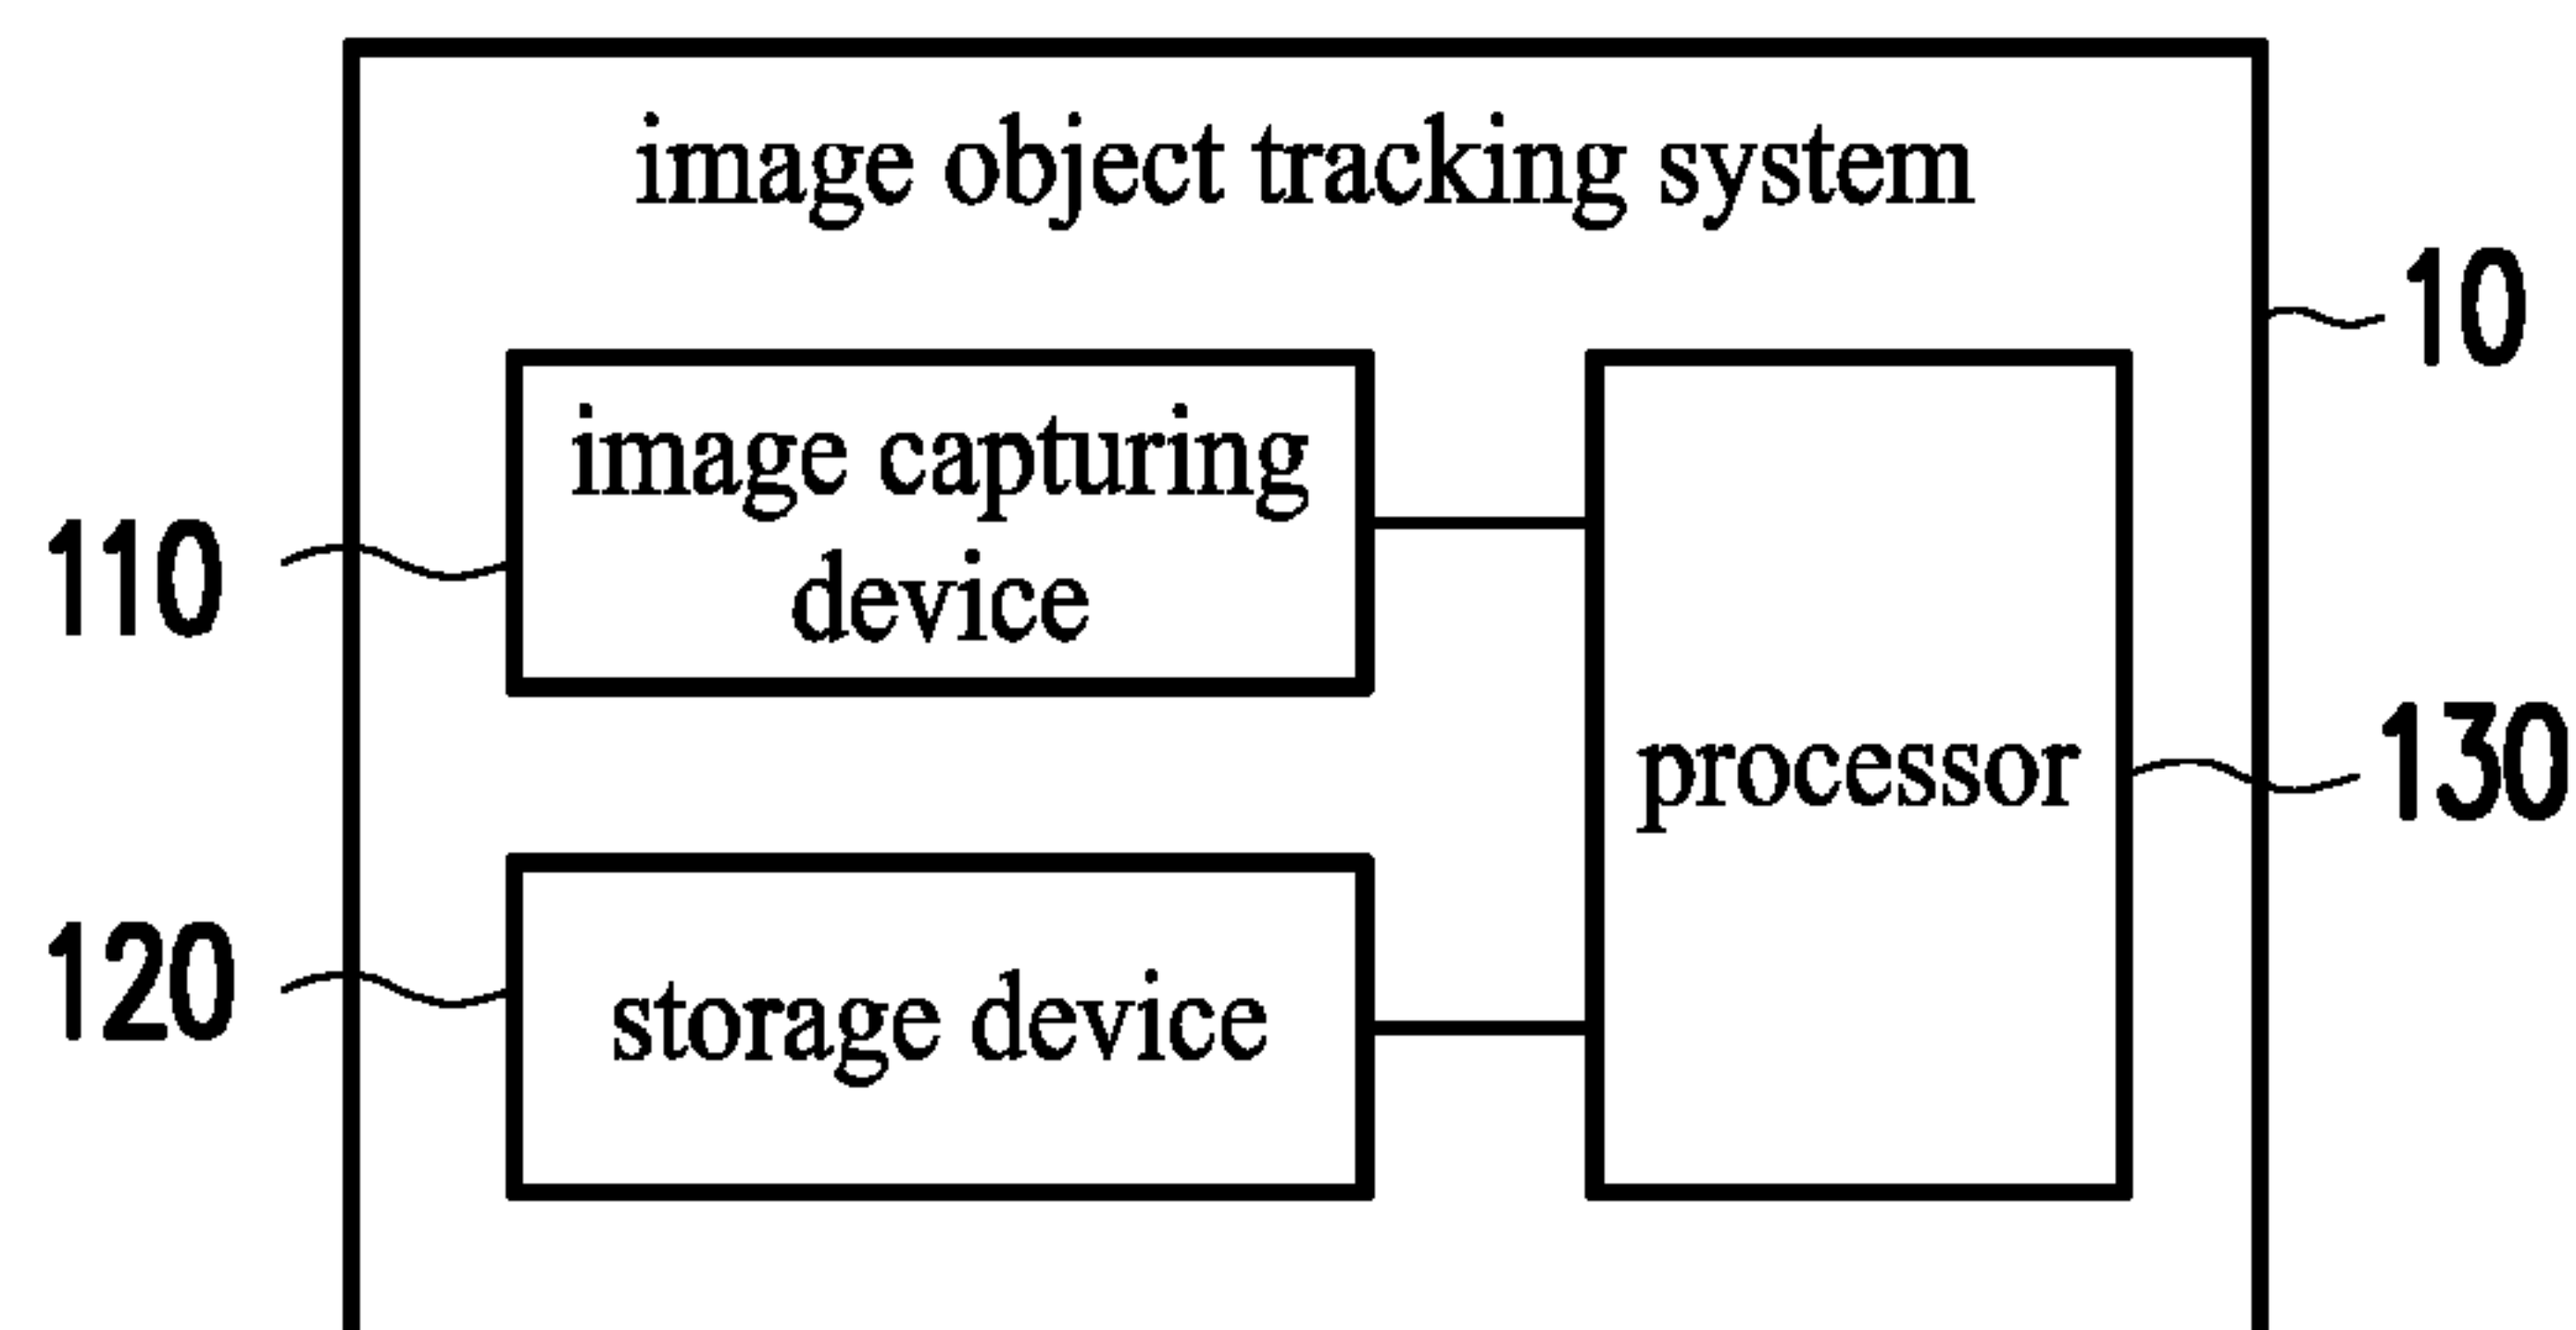 image object tracking system
10
image capturing
device
110
processor
130
storage device
120